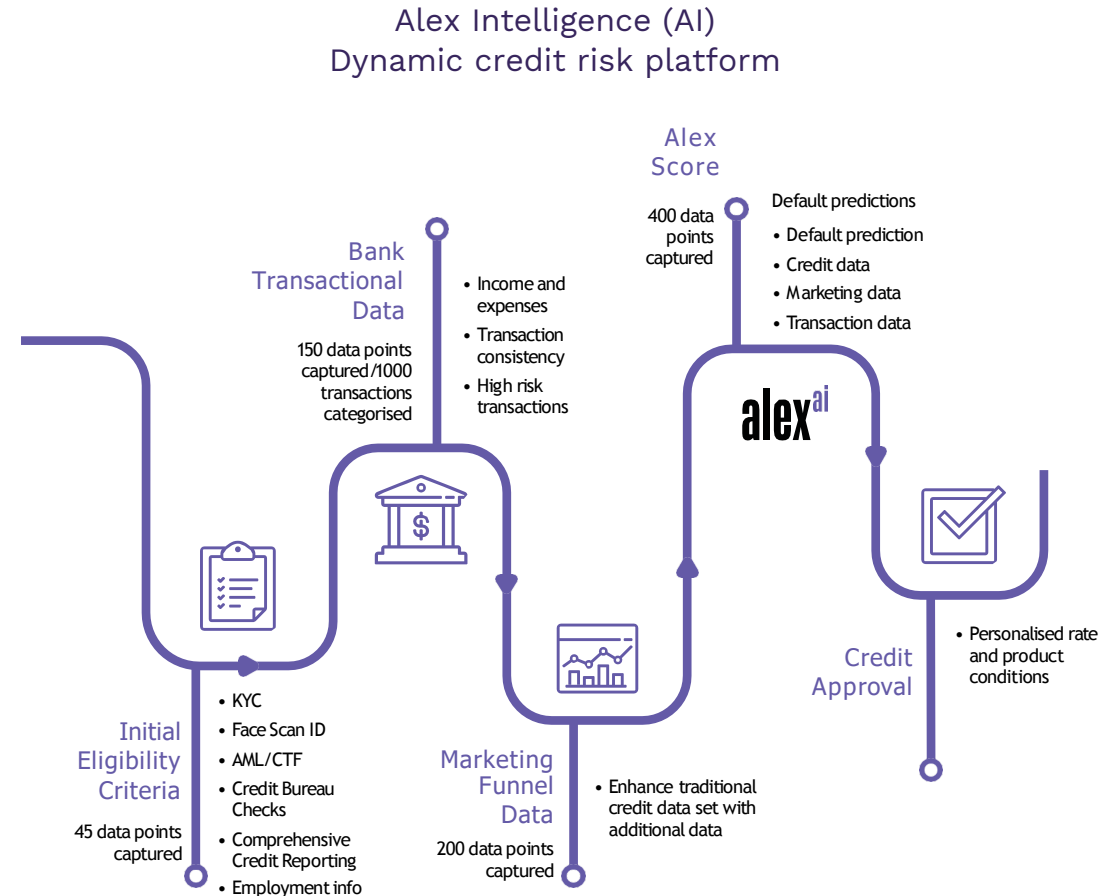 Alex Intelligence (AI)
Dynamic credit risk platform
Initial
Eligibility
Criteria
45 data points
captured
• KYC
• Face Scan ID
• AML/CTF
• Credit Bureau
Checks
• Comprehensive
Credit Reporting
• Employment info
Bank
Transactional
Data
150 data points
captured/1000
transactions
categorised
• Income and
expenses
• Transaction
consistency
• High risk
transactions
$
Marketing
Funnel
Data
200 data points
captured
• Enhance traditional
credit data set with
additional data
Alex
Score
400 data
points
captured
Default predictions
• Default prediction
• Credit data
• Marketing data
• Transaction data
alex ai
Credit
Approval
• Personalised rate
and product
conditions